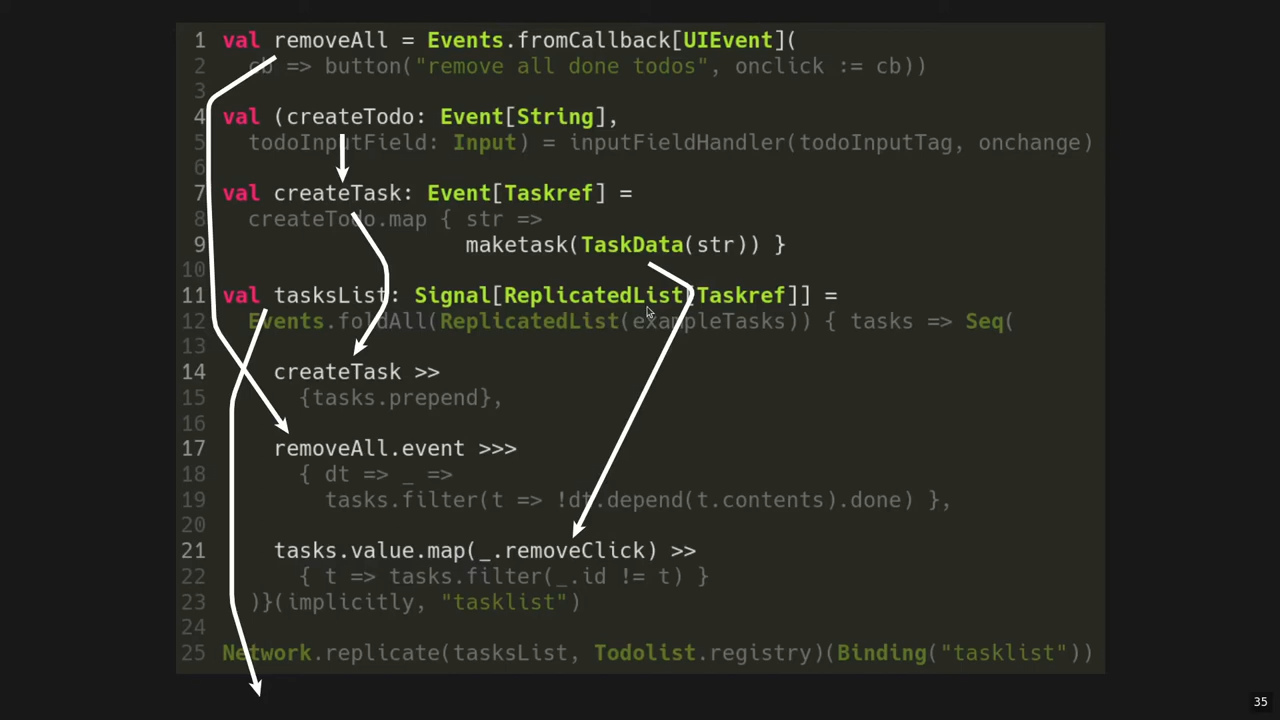 1 val removeAll = Events.fromCallback[UIEvent](
2 cb => button("remove all done todos", onclick := cb))
3
4 val (createTodo: Event[String],
5 todoInputField: Input) = inputFieldHandler(todoInputTag, onchange)
6
7 val createTask: Event[Taskref] =
8 createTodo.map { str =>
9 maketask(TaskData(str)) }
10
11 val tasksList: Signal[ReplicatedList[Taskref]] =
12 Events.foldAll(ReplicatedList(exampleTasks)) { tasks => Seq(
13
14 createTask >>
15 {tasks.prepend},
16
17 removeAll.event >>>
18 { dt => _ =>
19 tasks.filter(t => !dt.depend(t.contents).done) },
20
21 tasks.value.map(_.removeClick) >>
22 { t => tasks.filter(_.id != t) }
23 )}(implicitly, "tasklist")
24
25 Network.replicate(tasksList, Todolist.registry)(Binding("tasklist"))
35